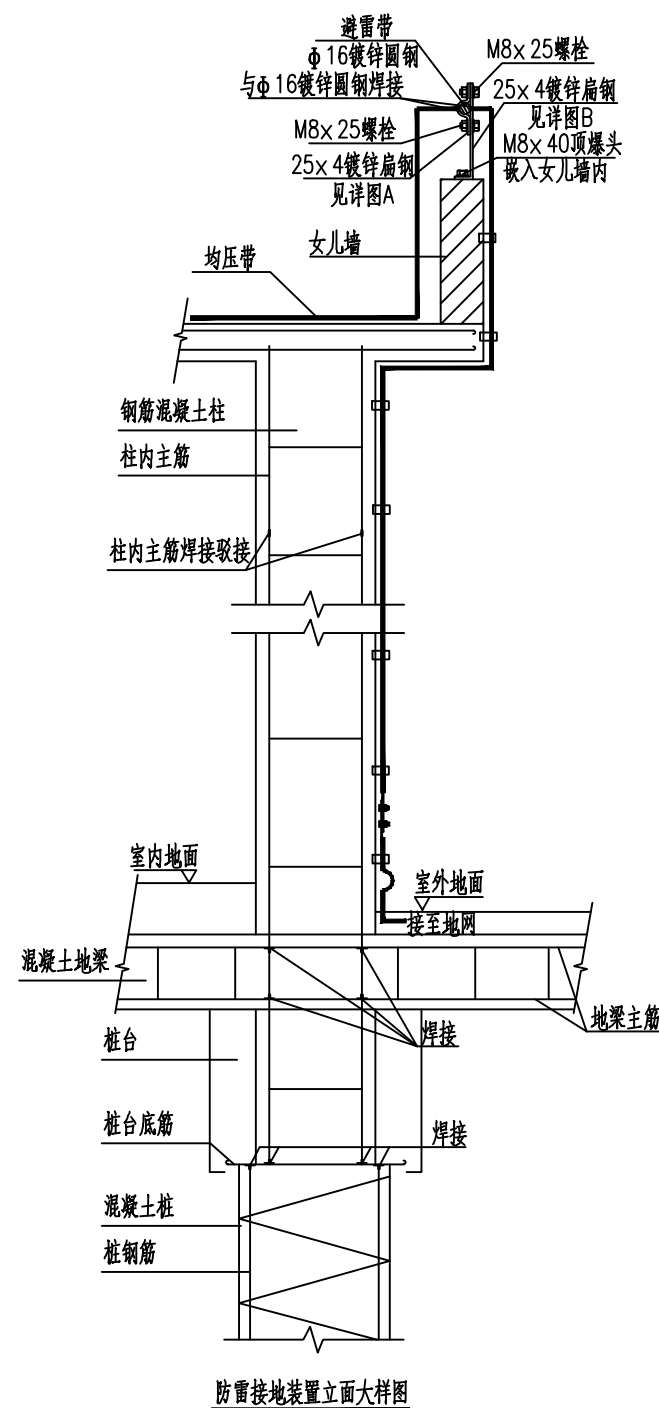 避雷带
Φ16镀锌圆钢
与Φ16镀锌圆钢焊接
M8x25螺栓
M8x25螺栓
25x4镀锌扁钢
见详图B
M8x40顶爆头
嵌入女儿墙内
25x4镀锌扁钢
见详图A
女儿墙
均压带
钢筋混凝土柱
柱内主筋
柱内主筋焊接驳接
室内地面
室外地面
接至地网
混凝土地梁
地梁主筋
桩台
焊接
桩台底筋
焊接
混凝土桩
桩钢筋
防雷接地装置立面大样图